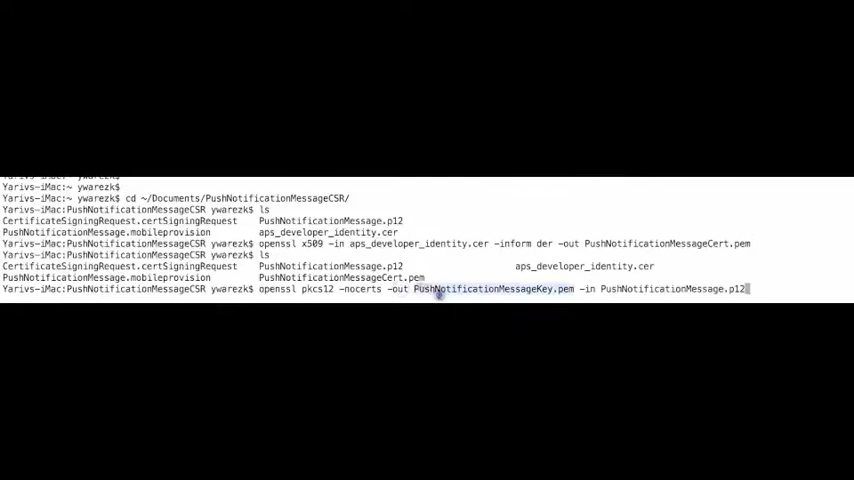 Yarivs-iMac:~ ywarezk$
Yarivs-iMac:~ ywarezk$
Yarivs-iMac:~ ywarezk$ cd ~/Documents/PushNotificationMessageCSR/
Yarivs-iMac:PushNotificationMessageCSR ywarezk$ ls
CertificateSigningRequest.certSigningRequest PushNotificationMessage.p12
PushNotificationMessage.mobileprovision aps_developer_identity.cer
Yarivs-iMac:PushNotificationMessageCSR ywarezk$ openssl x509 -in aps_developer_identity.cer -inform der -out PushNotificationMessageCert.pem
Yarivs-iMac:PushNotificationMessageCSR ywarezk$ ls
CertificateSigningRequest.certSigningRequest PushNotificationMessage.p12 aps_developer_identity.cer
PushNotificationMessage.mobileprovision PushNotificationMessageCert.pem
Yarivs-iMac:PushNotificationMessageCSR ywarezk$ openssl pkcs12 -nocerts -out PushNotificationMessageKey.pem -in PushNotificationMessage.p12